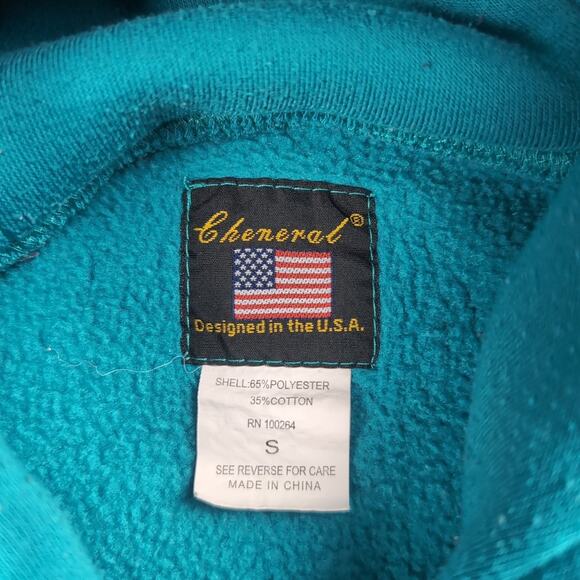 Cheneral®
Designed in the U.S.A.
SHELL:65%POLYESTER
35%COTTON
RN 100264
S
SEE REVERSE FOR CARE
MADE IN CHINA